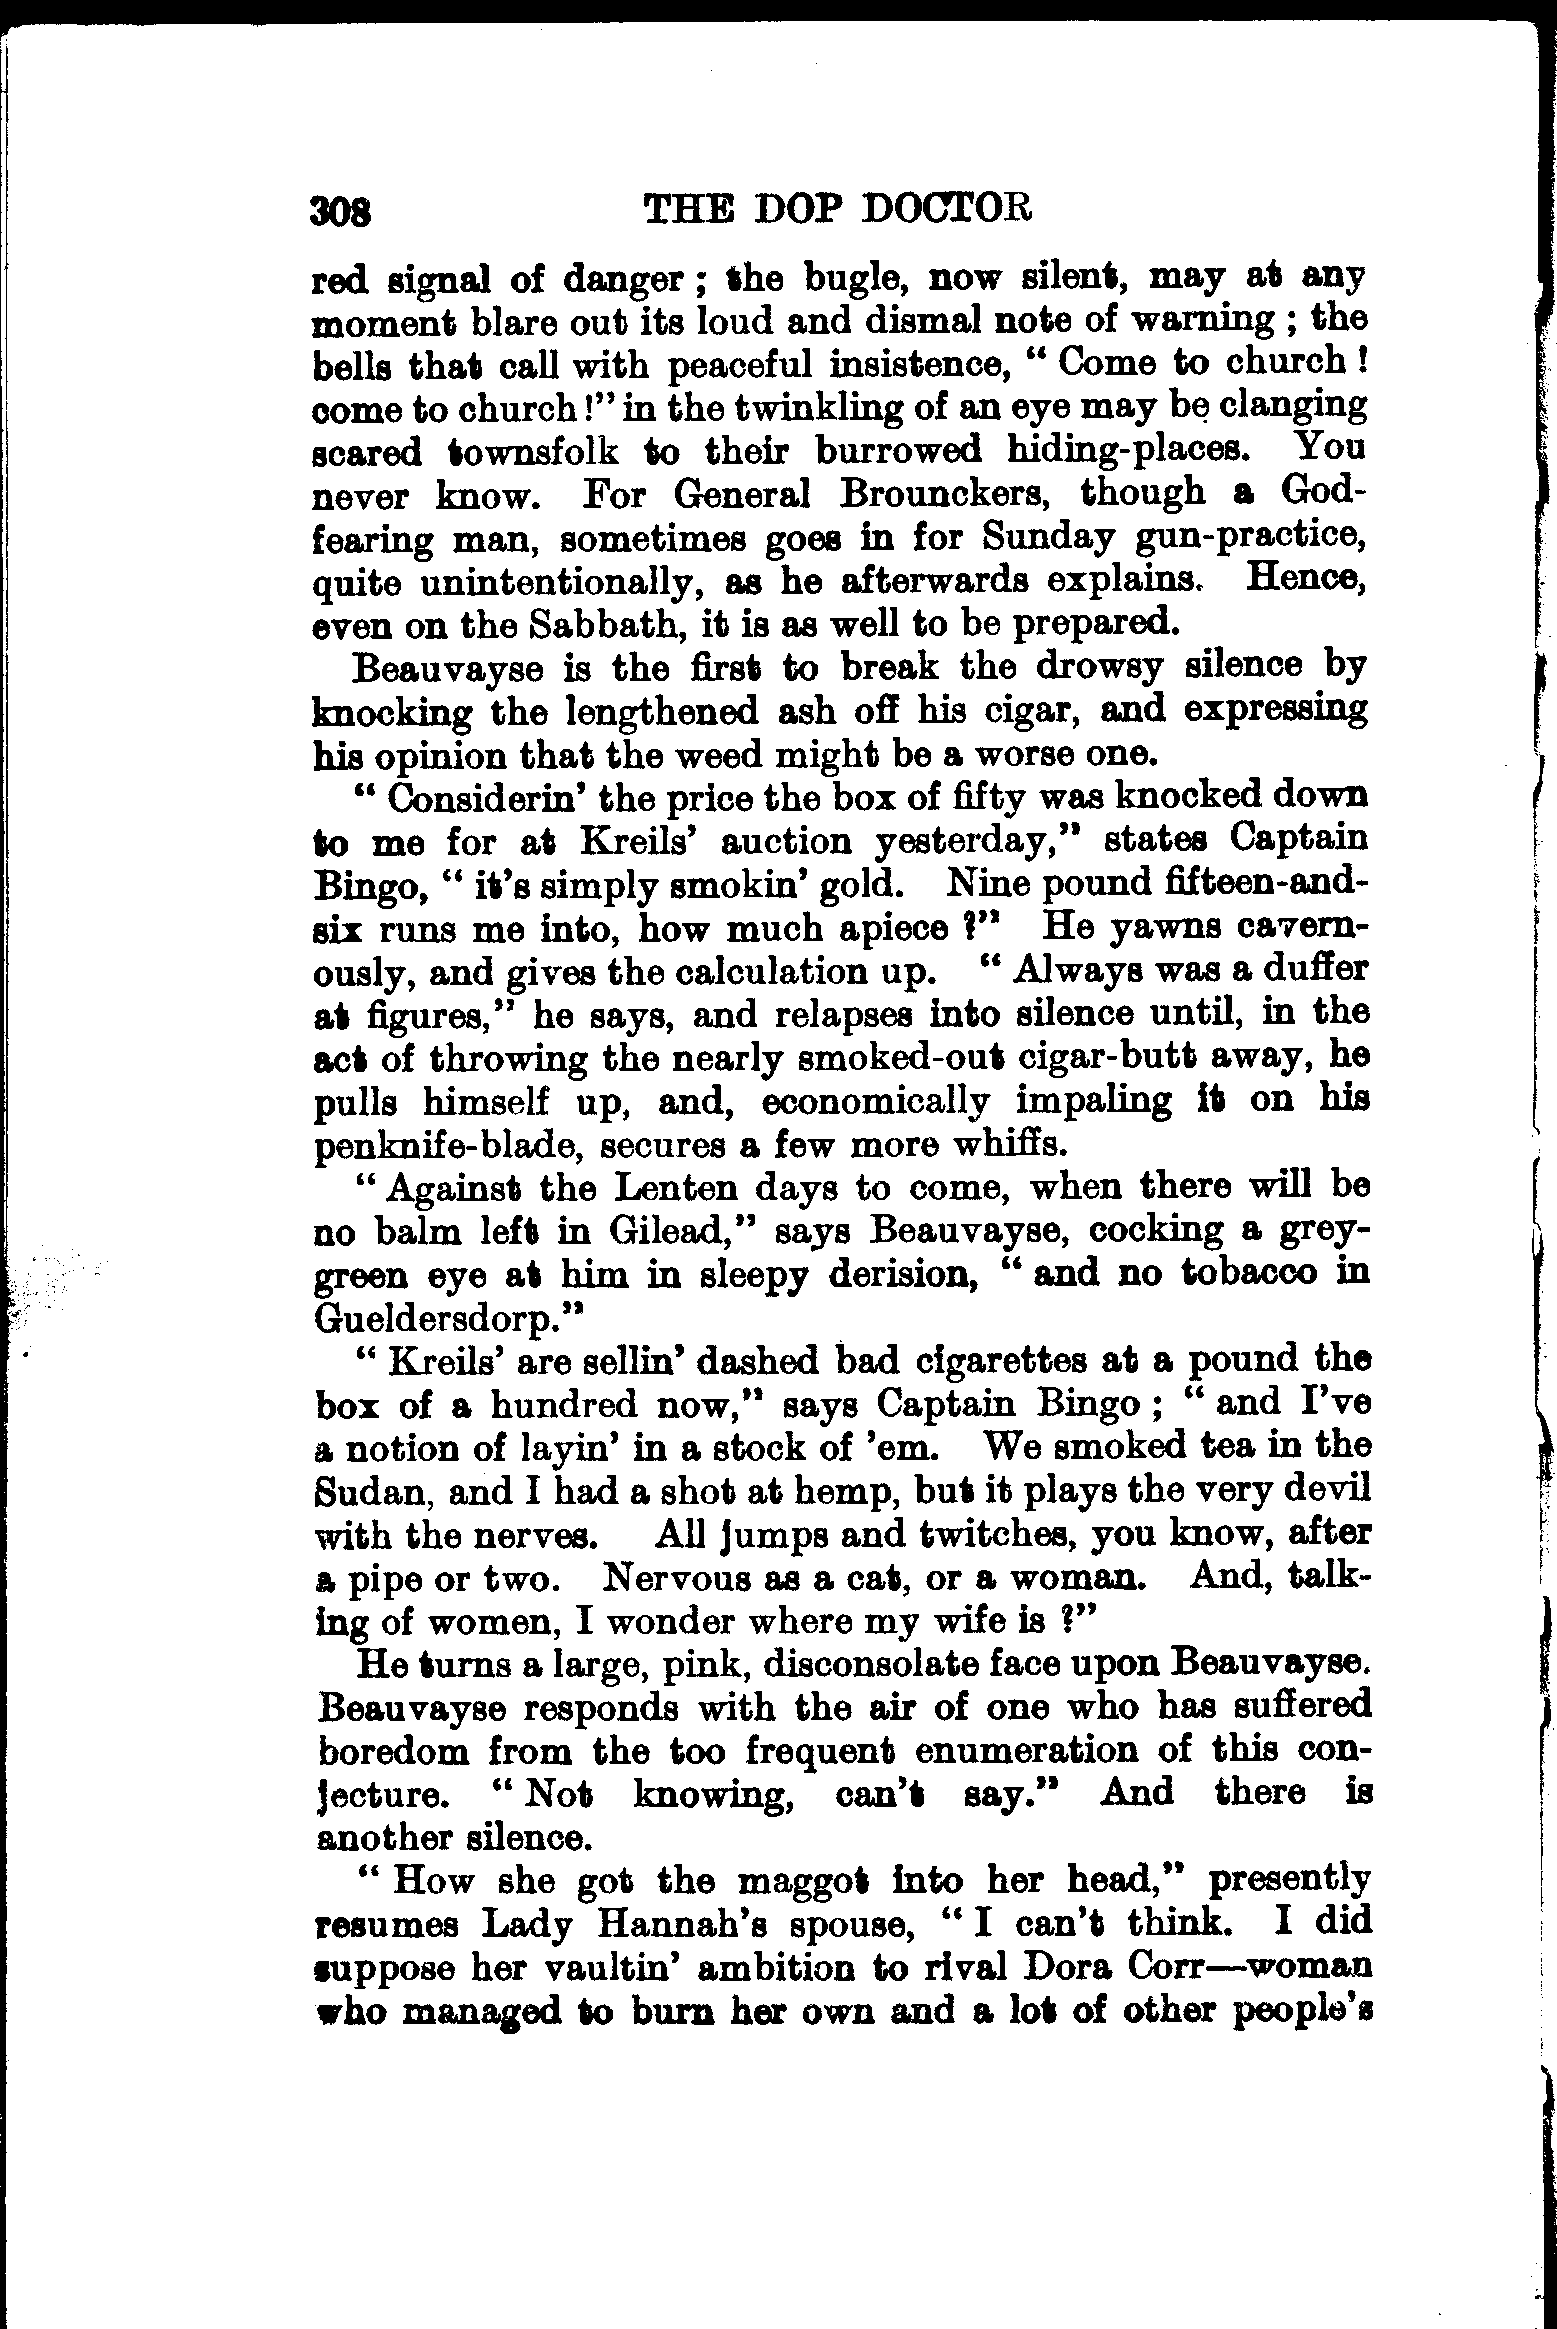 308 THE DOP DOCTOR
red signal of danger ; the bugle, now silent, may at any
moment blare out its loud and dismal note of warning ; the
bells that call with peaceful insistence, “ Come to church !
come to church !” in the twinkling of an eye may be clanging
scared townsfolk to their burrowed hiding-places. You
never know. For General Brounckers, though a God-
fearing man, sometimes goes in for Sunday gun-practice,
quite unintentionally, as he afterwards explains. Hence,
even on the Sabbath, it is as well to be prepared.
Beauvayse is the first to break the drowsy silence by
knocking the lengthened ash off his cigar, and expressing
his opinion that the weed might be a worse one.
“ Considerin’ the price the box of fifty was knocked down
to me for at Kreils’ auction yesterday,” states Captain
Bingo, “ it’s simply smokin’ gold. Nine pound fifteen-and-
six runs me into, how much apiece ?” He yawns cavern-
ously, and gives the calculation up. “ Always was a duffer
at figures,” he says, and relapses into silence until, in the
act of throwing the nearly smoked-out cigar-butt away, he
pulls himself up, and, economically impaling it on his
penknife-blade, secures a few more whiffs.
“ Against the Lenten days to come, when there will be
no balm left in Gilead,” says Beauvayse, cocking a grey-
green eye at him in sleepy derision, “ and no tobacco in
Gueldersdorp.”
“ Kreils’ are sellin’ dashed bad cigarettes at a pound the
box of a hundred now,” says Captain Bingo ; “ and I’ve
a notion of layin’ in a stock of ’em. We smoked tea in the
Sudan, and I had a shot at hemp, but it plays the very devil
with the nerves. All jumps and twitches, you know, after
a pipe or two. Nervous as a cat, or a woman. And, talk-
ing of women, I wonder where my wife is ?”
He turns a large, pink, disconsolate face upon Beauvayse.
Beauvayse responds with the air of one who has suffered
boredom from the too frequent enumeration of this con-
jecture. “ Not knowing, can’t say.” And there is
another silence.
“ How she got the maggot into her head,” presently
resumes Lady Hannah’s spouse, “ I can’t think. I did
suppose her vaultin’ ambition to rival Dora Corr—woman
who managed to burn her own and a lot of other people’s